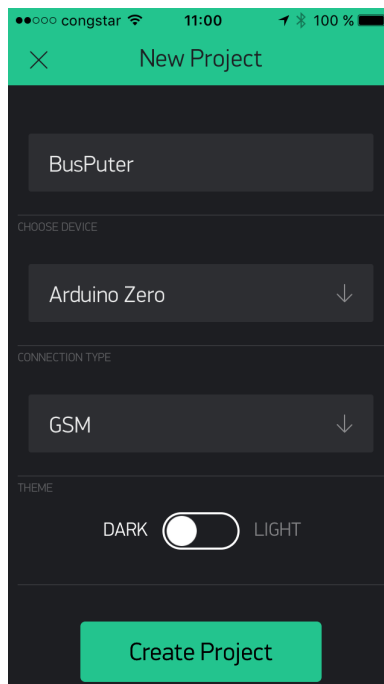 congstar 11:00 100 %
New Project
BusPuter
CHOOSE DEVICE
Arduino Zero
CONNECTION TYPE
GSM
THEME
DARK LIGHT
Create Project